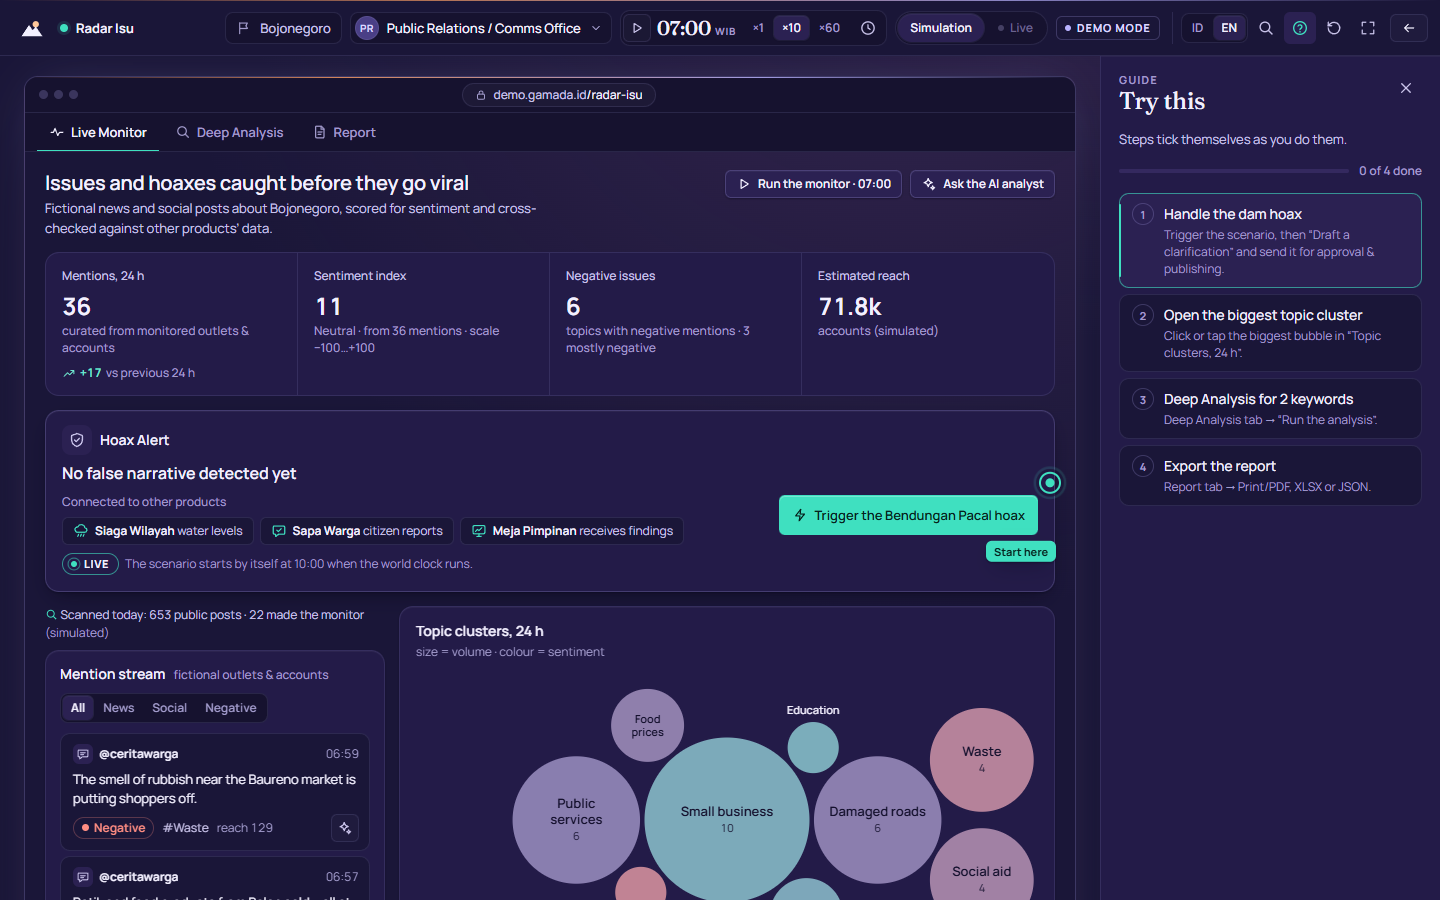 Radar Isu
Bojonegoro
PR Public Relations / Comms Office
07:00 WIB
×1 ×10 ×60
Simulation
Live
DEMO MODE
ID EN
demo.gamada.id/radar-isu
Live Monitor
Deep Analysis
Report
Issues and hoaxes caught before they go viral
Fictional news and social posts about Bojonegoro, scored for sentiment and cross-
checked against other products' data.
Run the monitor · 07:00
Ask the AI analyst
Mentions, 24 h
36
curated from monitored outlets &
accounts
+17 vs previous 24 h
Sentiment index
11
Neutral · from 36 mentions · scale
−100…+100
Negative issues
6
topics with negative mentions · 3
mostly negative
Estimated reach
71.8k
accounts (simulated)
Hoax Alert
No false narrative detected yet
Connected to other products
Siaga Wilayah water levels
Sapa Warga citizen reports
Meja Pimpinan receives findings
LIVE The scenario starts by itself at 10:00 when the world clock runs.
Trigger the Bendungan Pacal hoax
Start here
Scanned today: 653 public posts · 22 made the monitor
(simulated)
Mention stream fictional outlets & accounts
All News Social Negative
@ceritawarga 06:59
The smell of rubbish near the Baureno market is
putting shoppers off.
Negative #Waste reach 129
@ceritawarga 06:57
Topic clusters, 24 h
size = volume · colour = sentiment
Food
prices
Education
Waste
4
Public
services
6
Small business
10
Damaged roads
6
Social aid
4
GUIDE
Try this
Steps tick themselves as you do them.
0 of 4 done
1 Handle the dam hoax
Trigger the scenario, then "Draft a
clarification" and send it for approval &
publishing.
2 Open the biggest topic cluster
Click or tap the biggest bubble in "Topic
clusters, 24 h".
3 Deep Analysis for 2 keywords
Deep Analysis tab → "Run the analysis".
4 Export the report
Report tab → Print/PDF, XLSX or JSON.